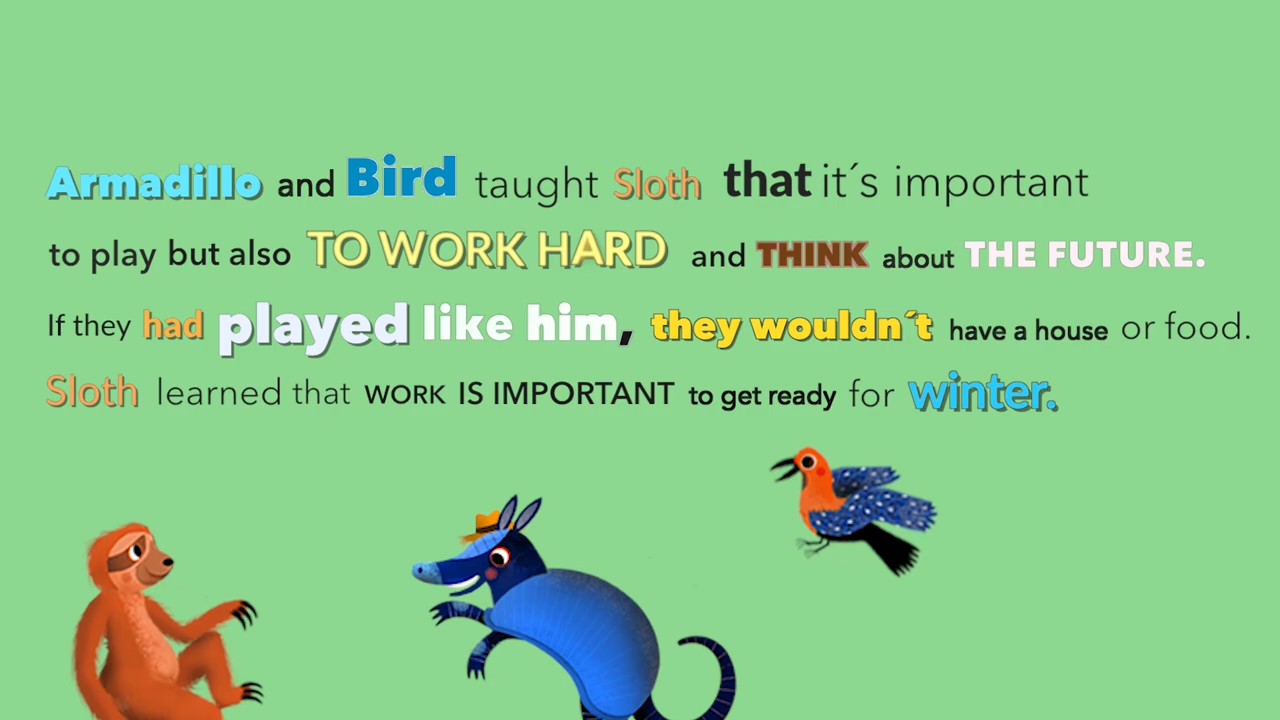 Armadillo and Bird taught Sloth that it´s important
to play but also TO WORK HARD and THINK about THE FUTURE.
If they had played like him, they wouldn´t have a house or food.
Sloth learned that WORK IS IMPORTANT to get ready for winter.